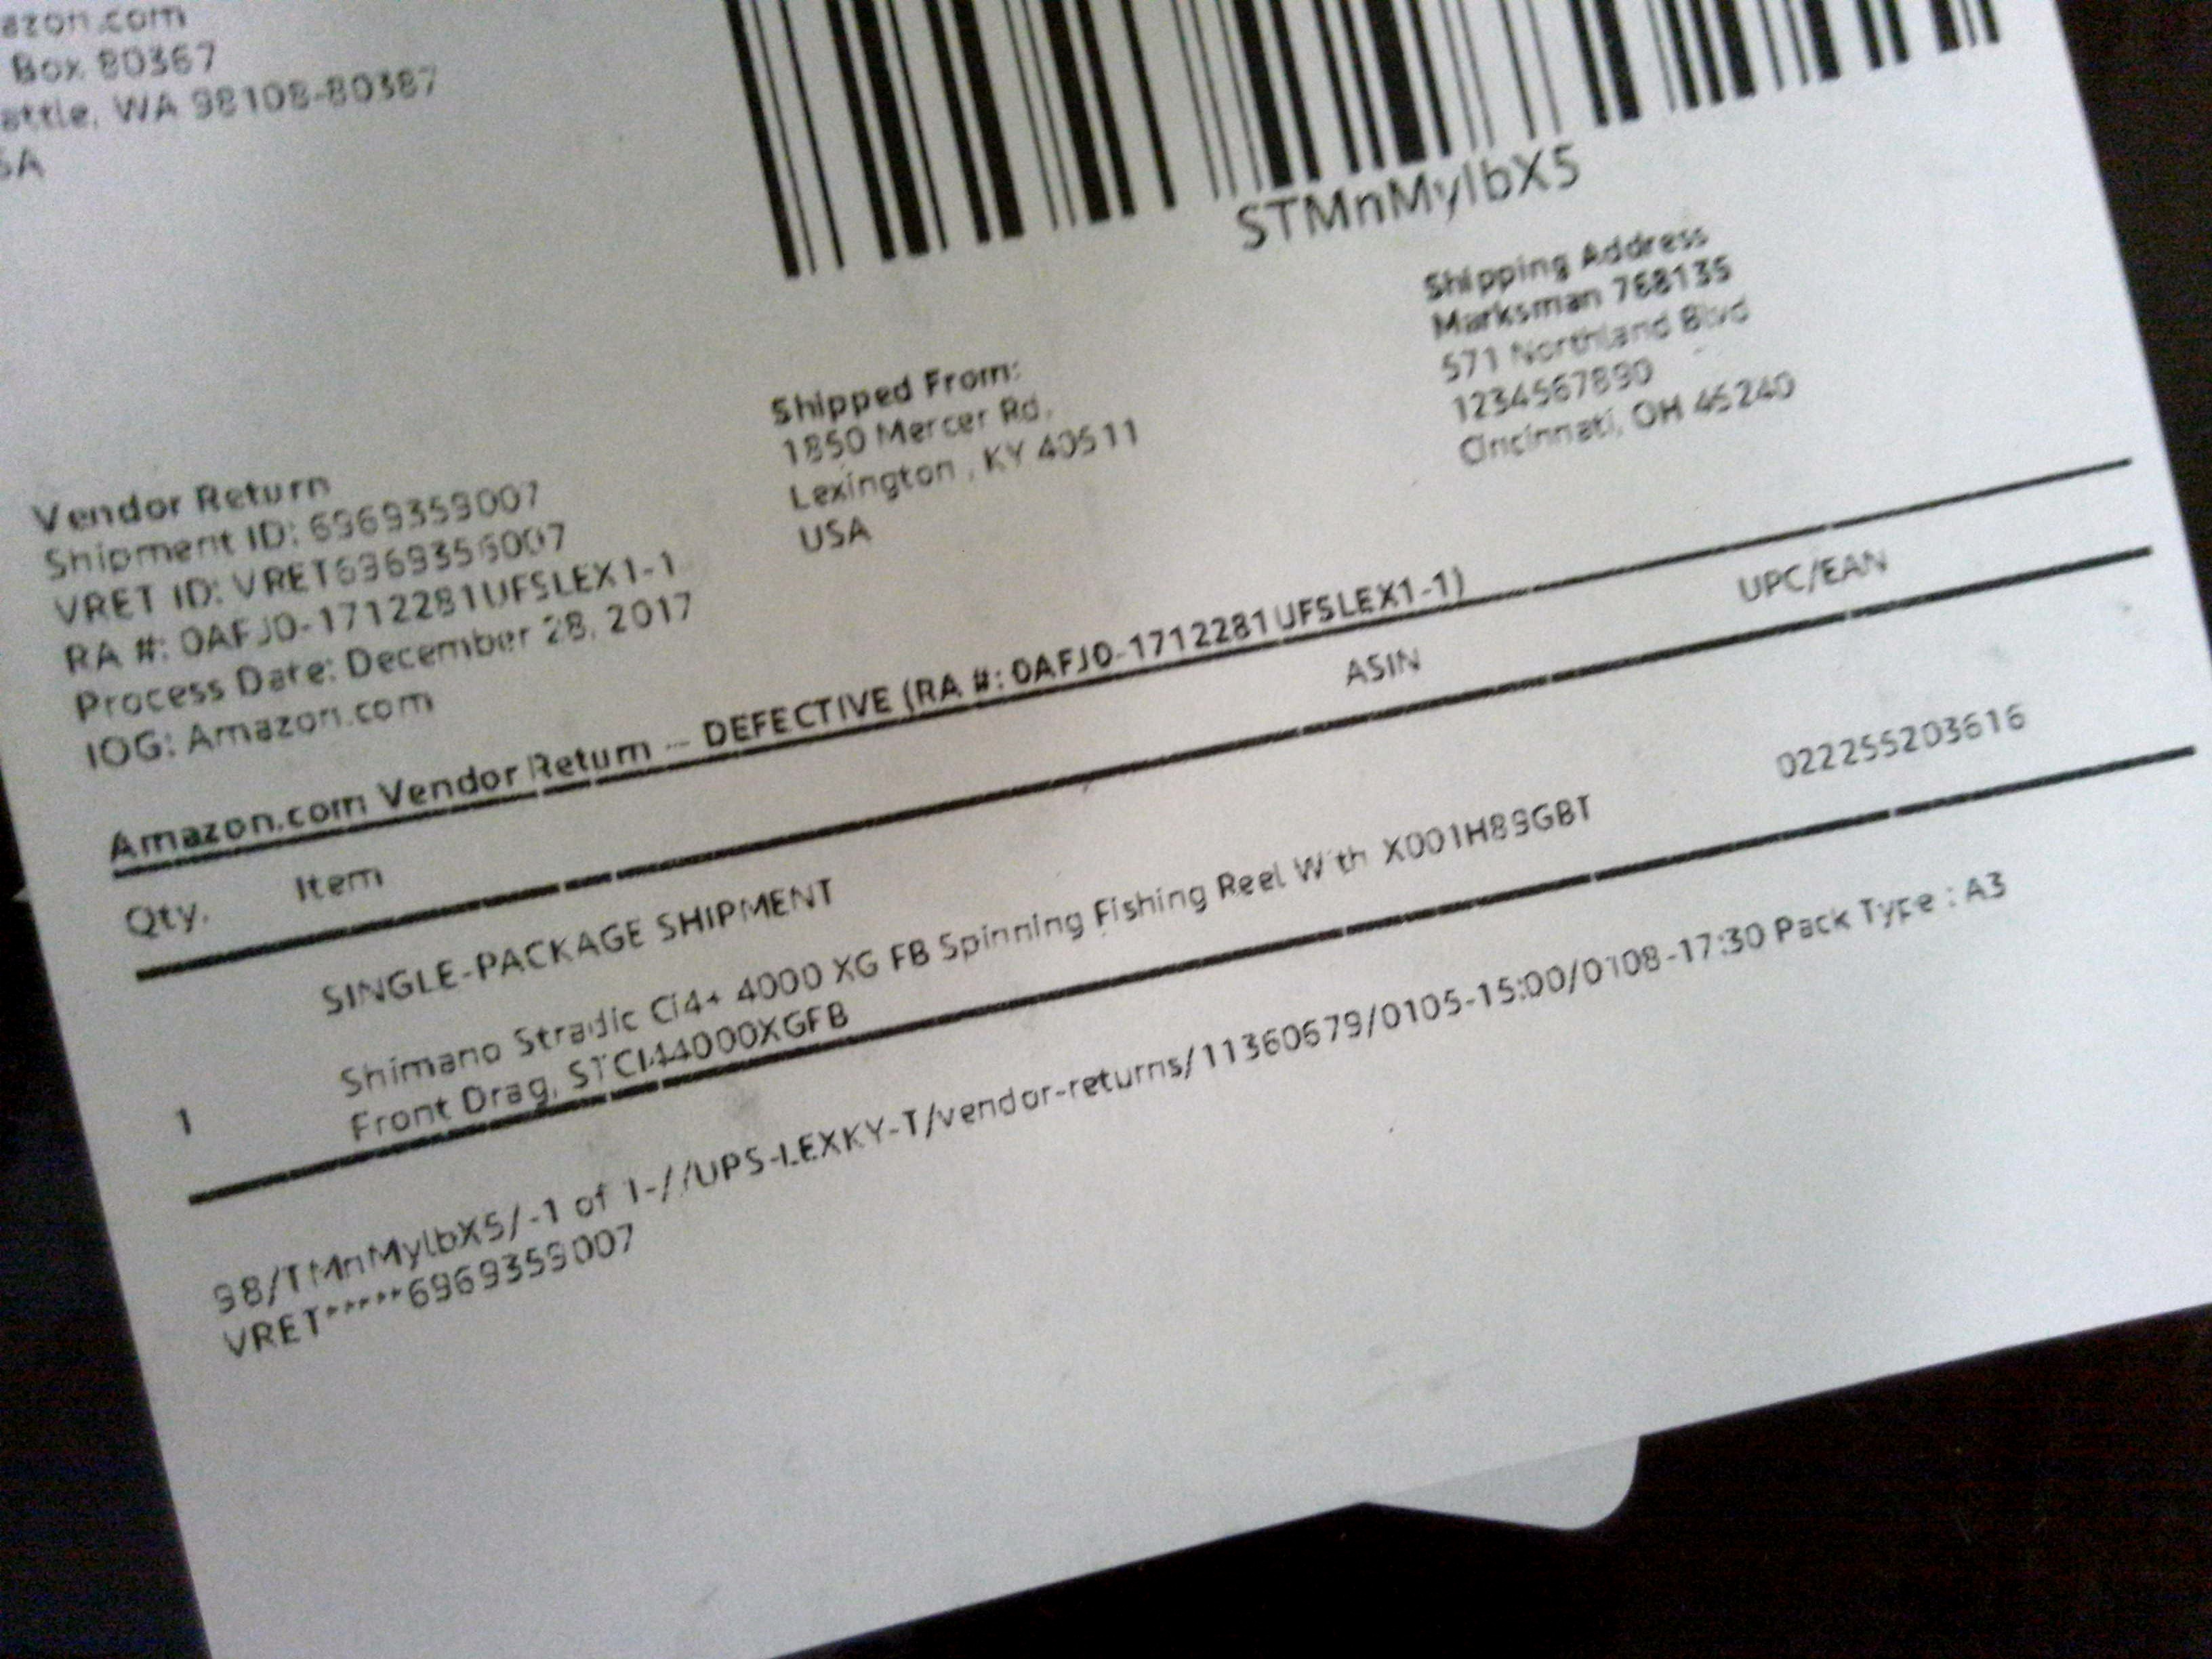 azon.com
Box 80367
attle, WA 98108-80387
SA
STMnMylbX5
Shipping Address
Marksman 768135
571 Northland Blvd
1234567890
Cincinnati, OH 45240
Shipped From:
1850 Mercer Rd.
Lexington , KY 40511
USA
Vendor Return
Shipment ID: 6969359007
VRET ID: VRET6969359007
RA #: 0AFJ0-1712281UFSLEX1-1
Process Date: December 28, 2017
IOG: Amazon.com
Amazon.com Vendor Return -- DEFECTIVE (RA #: 0AFJ0-1712281UFSLEX1-1)
Qty. Item ASIN UPC/EAN
SINGLE-PACKAGE SHIPMENT
1 Shimano Stradic Ci4+ 4000 XG FB Spinning Fishing Reel With X001H89GBT 022255203616
Front Drag, STCI44000XGFB
98/TMnMylbX5/-1 of 1-//UPS-LEXKY-T/vendor-returns/11360679/0105-15:00/0108-17:30 Pack Type : A3
VRET*****6969359007